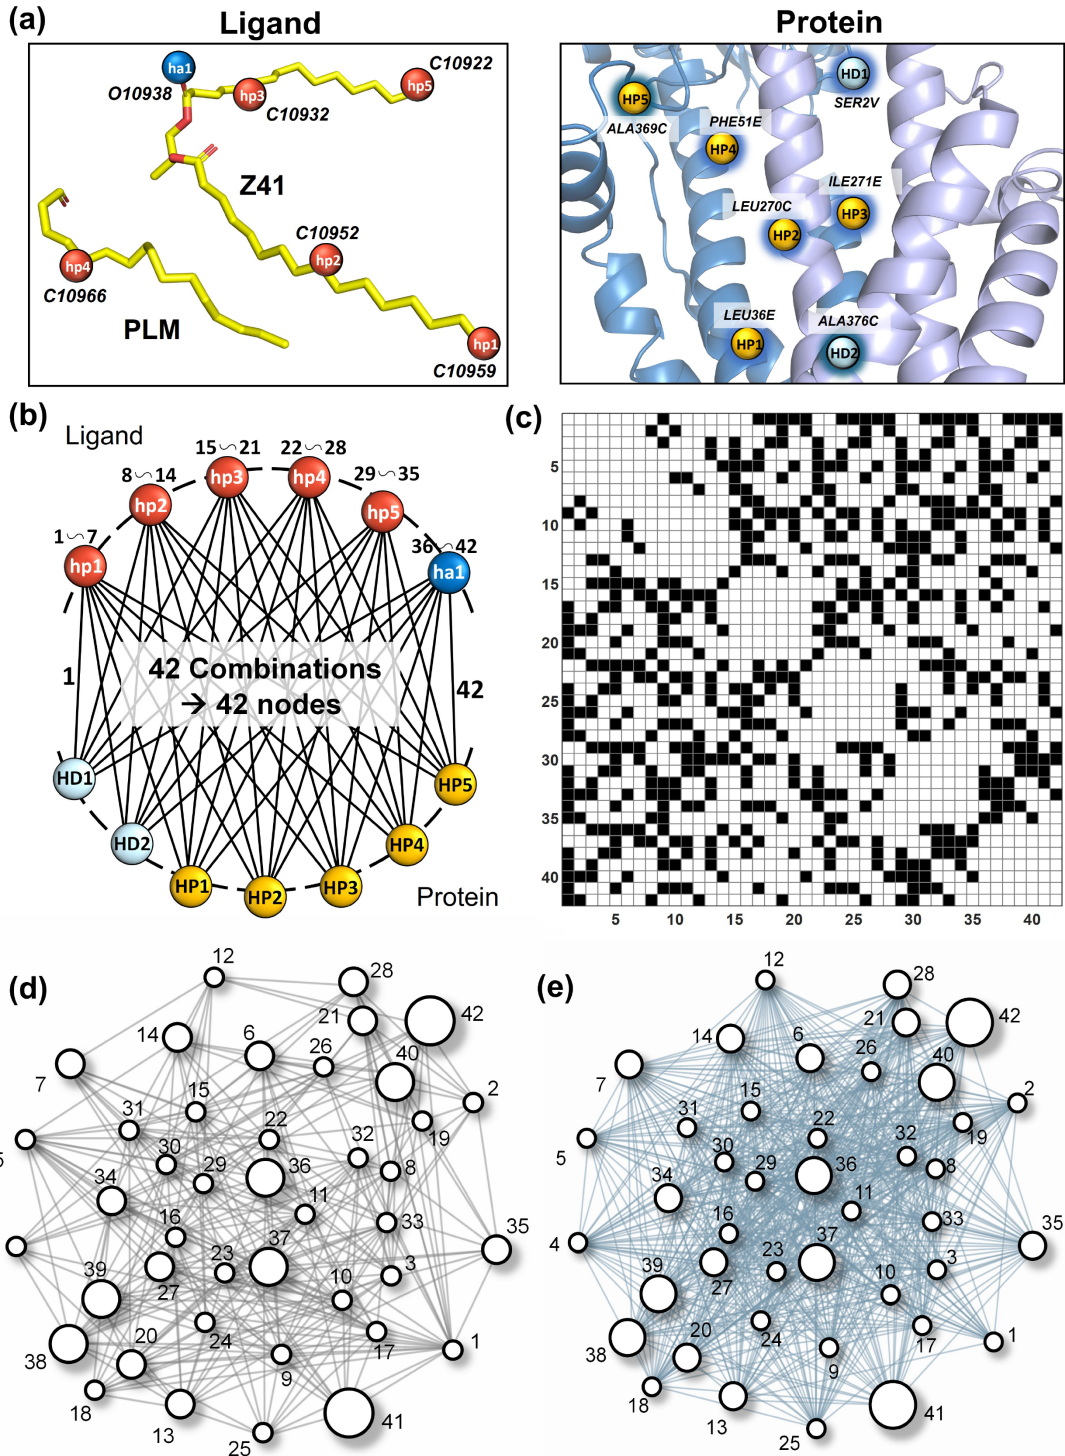 (a)
Ligand
Protein
ha1
O10938
hp3
C10932
C10922
hp5
Z41
C10952
hp2
hp4
C10966
PLM
hp1
C10959
HD1
SER2V
HP5
ALA369C
PHE51E
HP4
ILE271E
LEU270C
HP3
HP2
LEU36E
ALA376C
HP1
HD2
(b)
Ligand
15∽21
22∽28
8∽14
hp3
hp4
29∽35
hp2
hp5
1∽7
36∽42
hp1
ha1
42 Combinations
→ 42 nodes
1
42
HD1
HP5
HD2
HP4
HP1
HP2
HP3
Protein
(c)
5
10
15
20
25
30
35
40
5 10 15 20 25 30 35 40
(d)
12
28
42
21
14
6
26
40
7
15
2
31
22
19
5
30
32
34
29
36
8
11
16
33
35
37
23
3
39
27
10
24
20
17
1
38
9
18
13
41
25
(e)
12
28
42
21
14
6
26
40
7
15
2
31
22
19
5
30
32
34
29
36
8
11
16
33
35
4
37
23
3
39
27
10
24
20
17
1
38
9
18
13
41
25